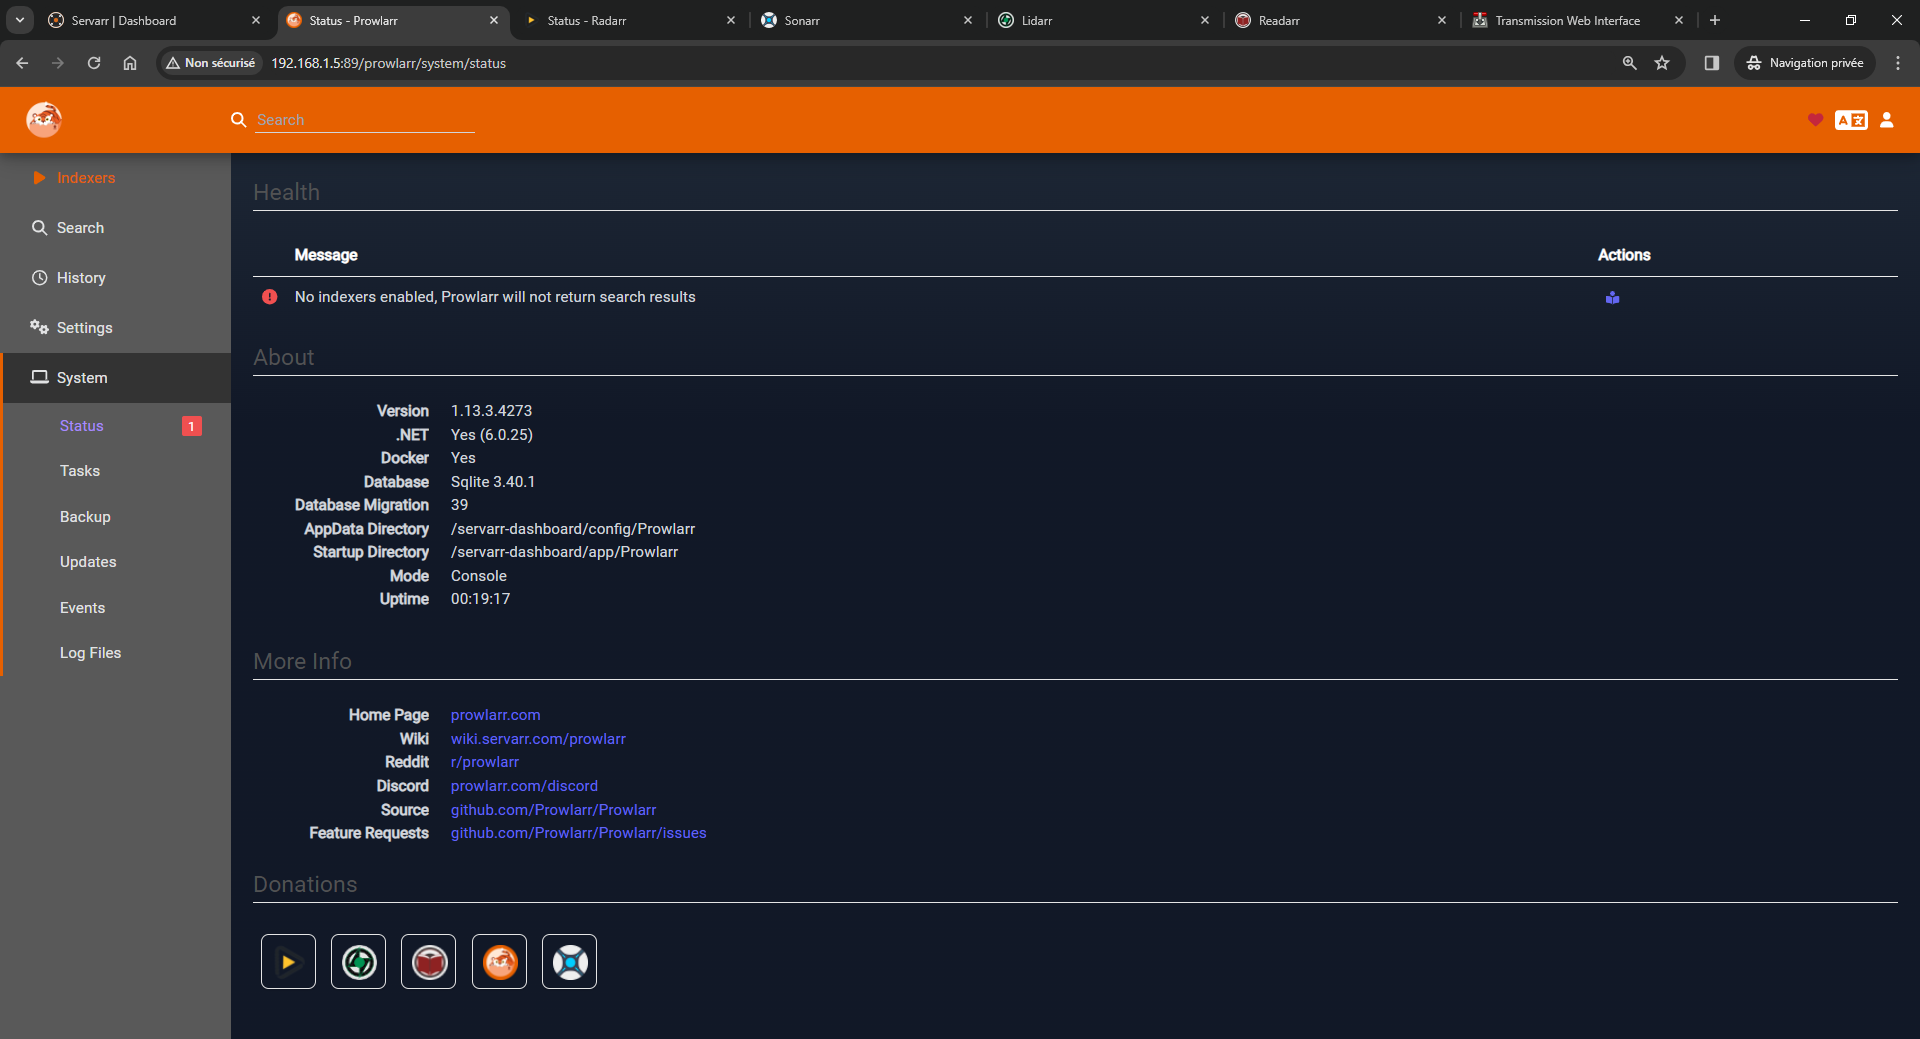 Servarr | Dashboard
Status - Prowlarr
Status - Radarr
Sonarr
Lidarr
Readarr
Transmission Web Interface
Non sécurisé
192.168.1.5:89/prowlarr/system/status
Navigation privée
Search
A
Indexers
Search
History
Settings
System
Status 1
Tasks
Backup
Updates
Events
Log Files
Health
Message Actions
No indexers enabled, Prowlarr will not return search results
About
Version 1.13.3.4273
.NET Yes (6.0.25)
Docker Yes
Database Sqlite 3.40.1
Database Migration 39
AppData Directory /servarr-dashboard/config/Prowlarr
Startup Directory /servarr-dashboard/app/Prowlarr
Mode Console
Uptime 00:19:17
More Info
Home Page prowlarr.com
Wiki wiki.servarr.com/prowlarr
Reddit r/prowlarr
Discord prowlarr.com/discord
Source github.com/Prowlarr/Prowlarr
Feature Requests github.com/Prowlarr/Prowlarr/issues
Donations